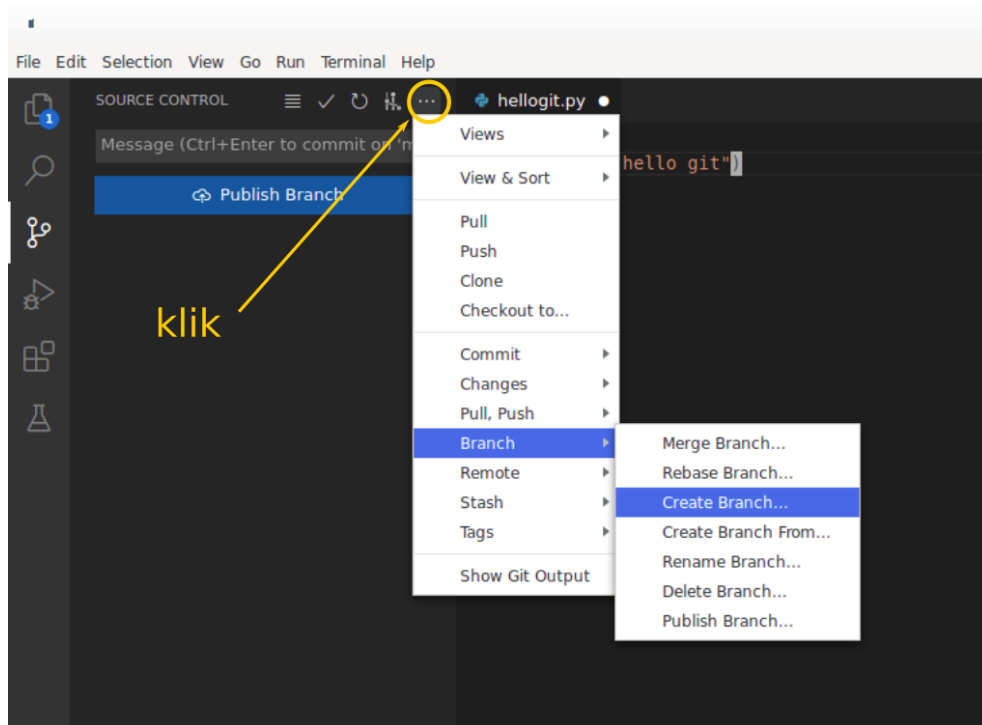 File Edit Selection View Go Run Terminal Help
SOURCE CONTROL
hellogit.py
1
Message (Ctrl+Enter to commit on 'm
hello git")
Publish Branch
klik
Views
View & Sort
Pull
Push
Clone
Checkout to...
Commit
Changes
Pull, Push
Branch
Remote
Stash
Tags
Show Git Output
Merge Branch...
Rebase Branch...
Create Branch...
Create Branch From...
Rename Branch...
Delete Branch...
Publish Branch...